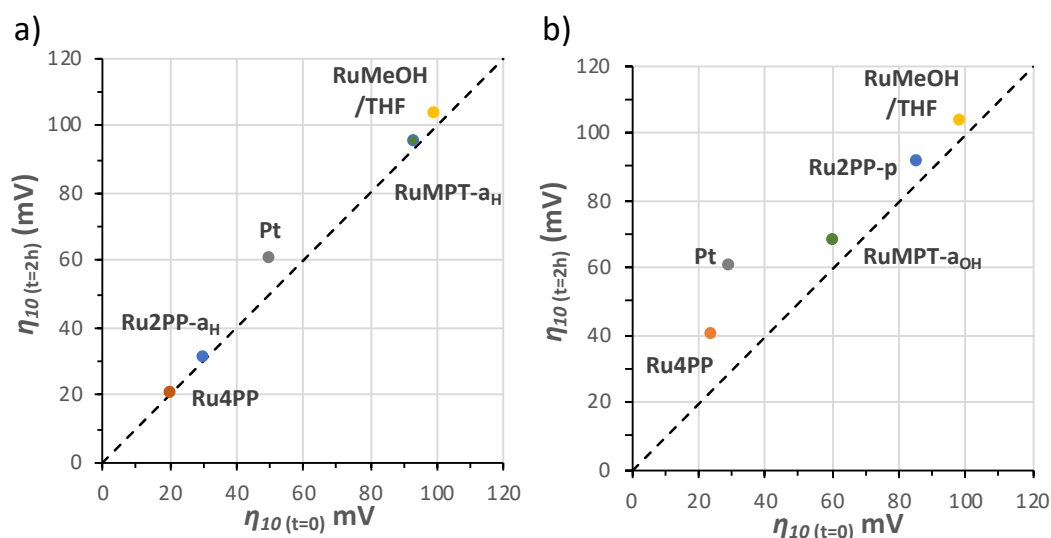 a)
120
100
80
60
40
20
0
η10 (t=2h) (mV)
RuMeOH
/THF
RuMPT-aH
Pt
Ru2PP-aH
Ru4PP
0 20 40 60 80 100 120
η10 (t=0) mV
b)
120
100
80
60
40
20
0
η10 (t=2h) (mV)
RuMeOH
/THF
Ru2PP-p
RuMPT-aOH
Pt
Ru4PP
0 20 40 60 80 100 120
η10 (t=0) mV